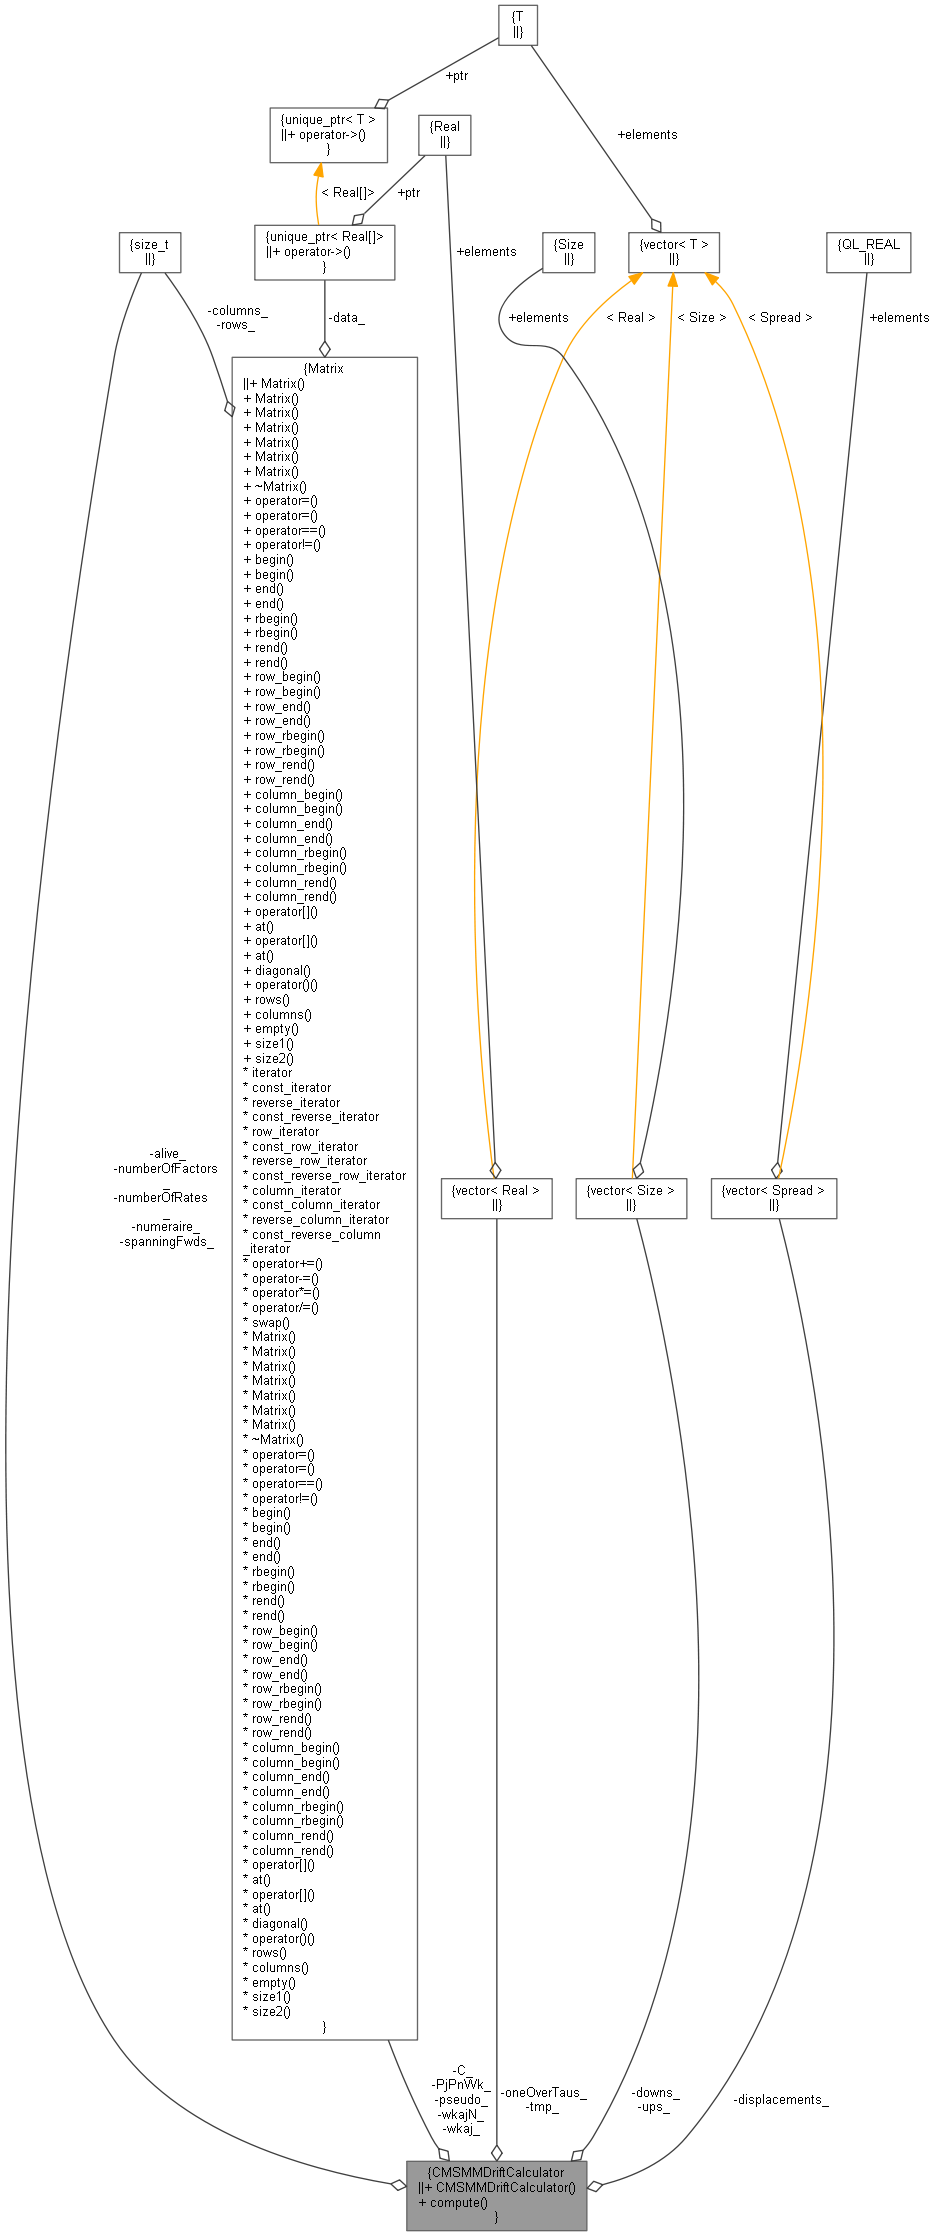 {T
||}
+ptr
{unique_ptr< T >
||+ operator->()
}
{Real
||}
+elements
< Real[]>
+ptr
{size_t
||}
{unique_ptr< Real[]>
||+ operator->()
}
+elements
{Size
||}
{vector< T >
||}
{QL_REAL
||}
-columns_
-rows_
-data_
+elements
< Real >
< Size >
< Spread >
+elements
{Matrix
||+ Matrix()
+ Matrix()
+ Matrix()
+ Matrix()
+ Matrix()
+ Matrix()
+ Matrix()
+ ~Matrix()
+ operator=()
+ operator=()
+ operator==()
+ operator!=()
+ begin()
+ begin()
+ end()
+ end()
+ rbegin()
+ rbegin()
+ rend()
+ rend()
+ row_begin()
+ row_begin()
+ row_end()
+ row_end()
+ row_rbegin()
+ row_rbegin()
+ row_rend()
+ row_rend()
+ column_begin()
+ column_begin()
+ column_end()
+ column_end()
+ column_rbegin()
+ column_rbegin()
+ column_rend()
+ column_rend()
+ operator[]()
+ at()
+ operator[]()
+ at()
+ diagonal()
+ operator()()
+ rows()
+ columns()
+ empty()
+ size1()
+ size2()
* iterator
* const_iterator
* reverse_iterator
* const_reverse_iterator
* row_iterator
* const_row_iterator
* reverse_row_iterator
* const_reverse_row_iterator
* column_iterator
* const_column_iterator
* reverse_column_iterator
* const_reverse_column
_iterator
* operator+=()
* operator-=()
* operator*=()
* operator/=()
* swap()
* Matrix()
* Matrix()
* Matrix()
* Matrix()
* Matrix()
* Matrix()
* Matrix()
* ~Matrix()
* operator=()
* operator=()
* operator==()
* operator!=()
* begin()
* begin()
* end()
* end()
* rbegin()
* rbegin()
* rend()
* rend()
* row_begin()
* row_begin()
* row_end()
* row_end()
* row_rbegin()
* row_rbegin()
* row_rend()
* row_rend()
* column_begin()
* column_begin()
* column_end()
* column_end()
* column_rbegin()
* column_rbegin()
* column_rend()
* column_rend()
* operator[]()
* at()
* operator[]()
* at()
* diagonal()
* operator()()
* rows()
* columns()
* empty()
* size1()
* size2()
}
-alive_
-numberOfFactors
_
-numberOfRates
_
-numeraire_
-spanningFwds_
{vector< Real >
||}
{vector< Size >
||}
{vector< Spread >
||}
-C_
-PjPnWk_
-pseudo_
-wkajN_
-wkaj_
-oneOverTaus_
-tmp_
-downs_
-ups_
-displacements_
{CMSMMDriftCalculator
||+ CMSMMDriftCalculator()
+ compute()
}